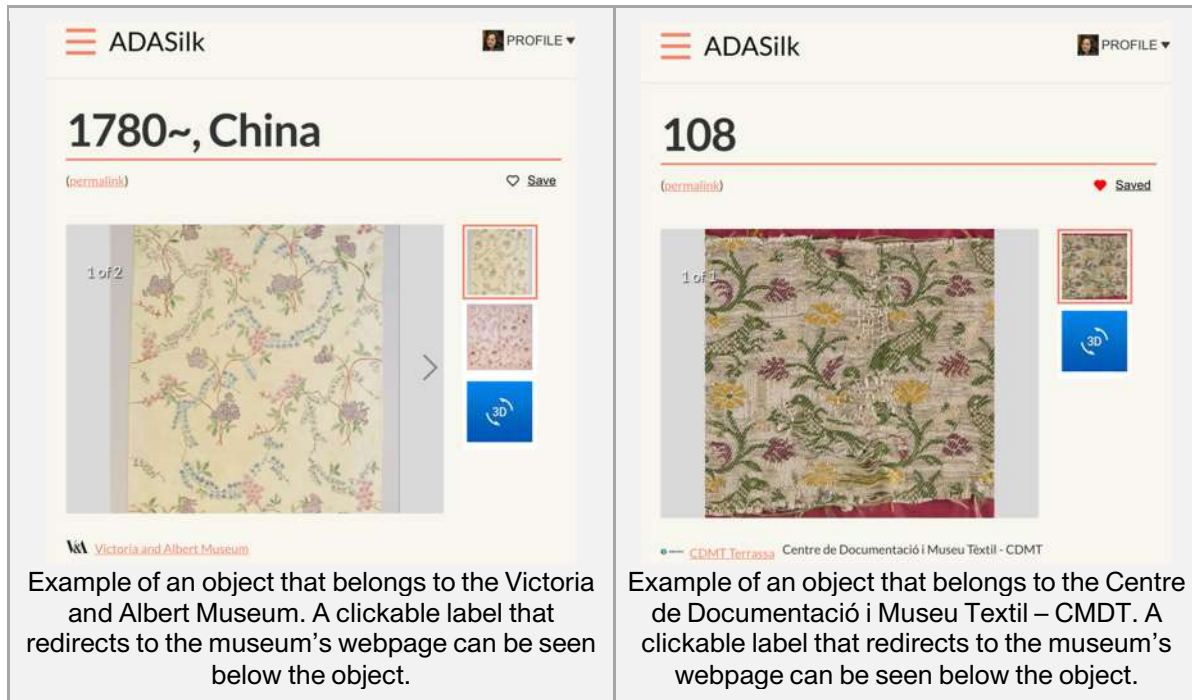 ADASilk
PROFILE ▼
1780~, China
(permalink)
Save
1 of 2
3D
V&A
Victoria and Albert Museum
Example of an object that belongs to the Victoria
and Albert Museum. A clickable label that
redirects to the museum’s webpage can be seen
below the object.
ADASilk
PROFILE ▼
108
(permalink)
Saved
1 of 1
3D
CDMT Terrassa Centre de Documentació i Museu Tèxtil - CDMT
Example of an object that belongs to the Centre
de Documentació i Museu Textil – CMDT. A
clickable label that redirects to the museum’s
webpage can be seen below the object.